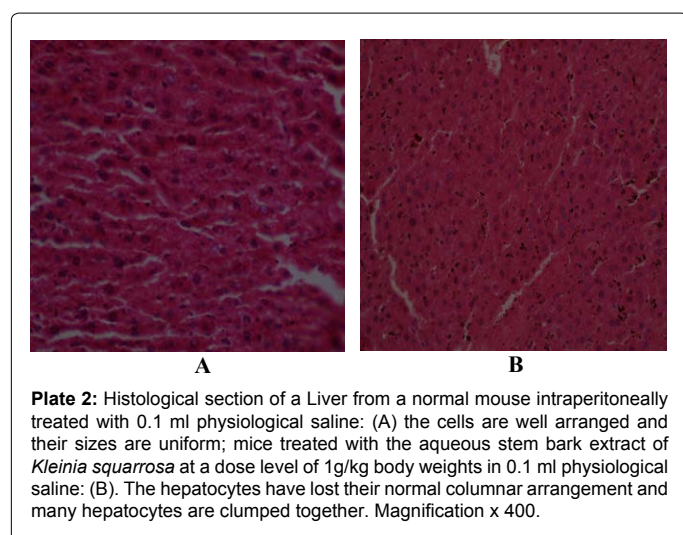 A B
Plate 2: Histological section of a Liver from a normal mouse intraperitoneally
treated with 0.1 ml physiological saline: (A) the cells are well arranged and
their sizes are uniform; mice treated with the aqueous stem bark extract of
Kleinia squarrosa at a dose level of 1g/kg body weights in 0.1 ml physiological
saline: (B). The hepatocytes have lost their normal columnar arrangement and
many hepatocytes are clumped together. Magnification x 400.